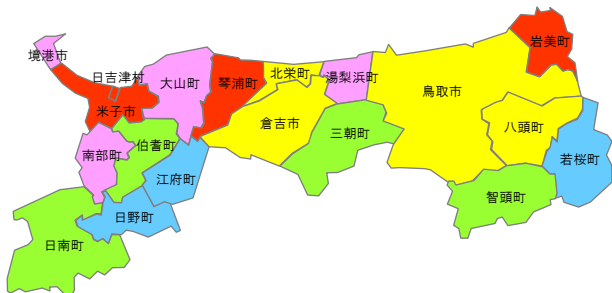 岩美町
境港市
大山町
琴浦町
北栄町
湯梨浜町
日吉津村
米子市
鳥取市
倉吉市
三朝町
八頭町
伯耆町
南部町
若桜町
江府町
智頭町
日野町
日南町